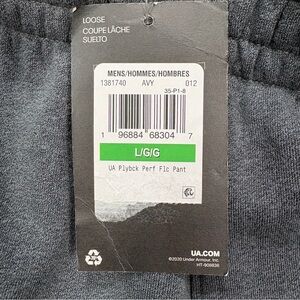 LOOSE
COUPE LÂCHE
SUELTO
MENS/HOMMES/HOMBRES
1361740 AVY 012
35-P1-8
1 96884 68304 7
L/G/G
UA Plybck Perf Flc Pant
UA.COM
©2020 Under Armour, Inc.